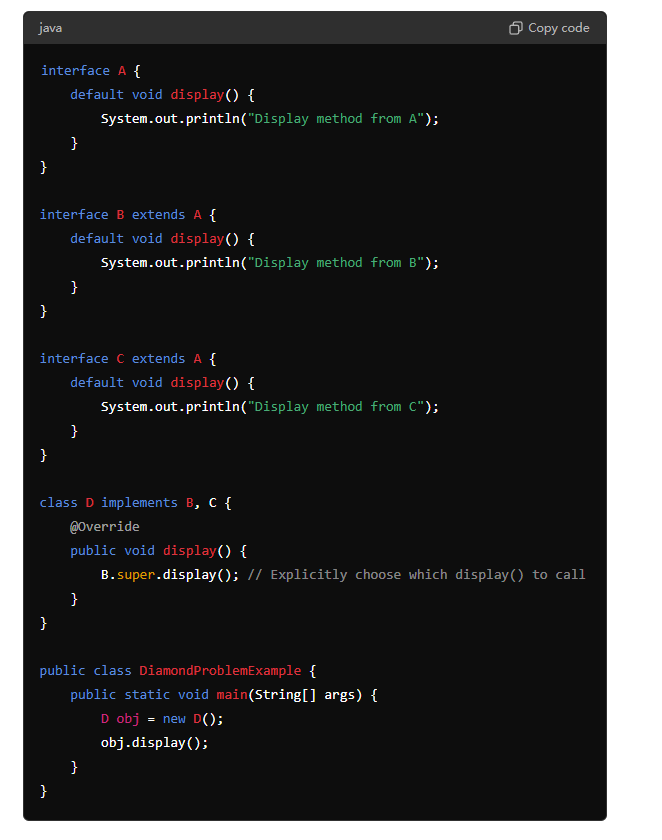 java Copy code
interface A {
    default void display() {
        System.out.println("Display method from A");
    }
}
interface B extends A {
    default void display() {
        System.out.println("Display method from B");
    }
}
interface C extends A {
    default void display() {
        System.out.println("Display method from C");
    }
}
class D implements B, C {
    @Override
    public void display() {
        B.super.display(); // Explicitly choose which display() to call
    }
}
public class DiamondProblemExample {
    public static void main(String[] args) {
        D obj = new D();
        obj.display();
    }
}